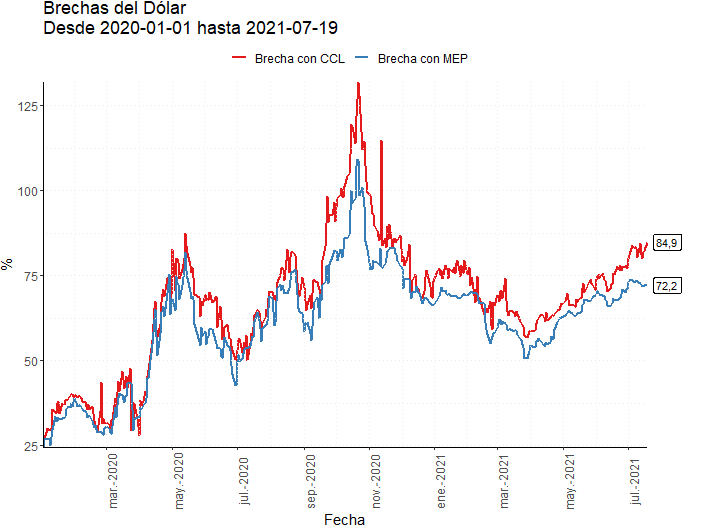 Brechas del Dólar
Desde 2020-01-01 hasta 2021-07-19
Brecha con CCL
Brecha con MEP
%
125
100
75
50
25
84,9
72,2
mar.-2020
may.-2020
jul.-2020
sep.-2020
nov.-2020
ene.-2021
mar.-2021
may.-2021
jul.-2021
Fecha